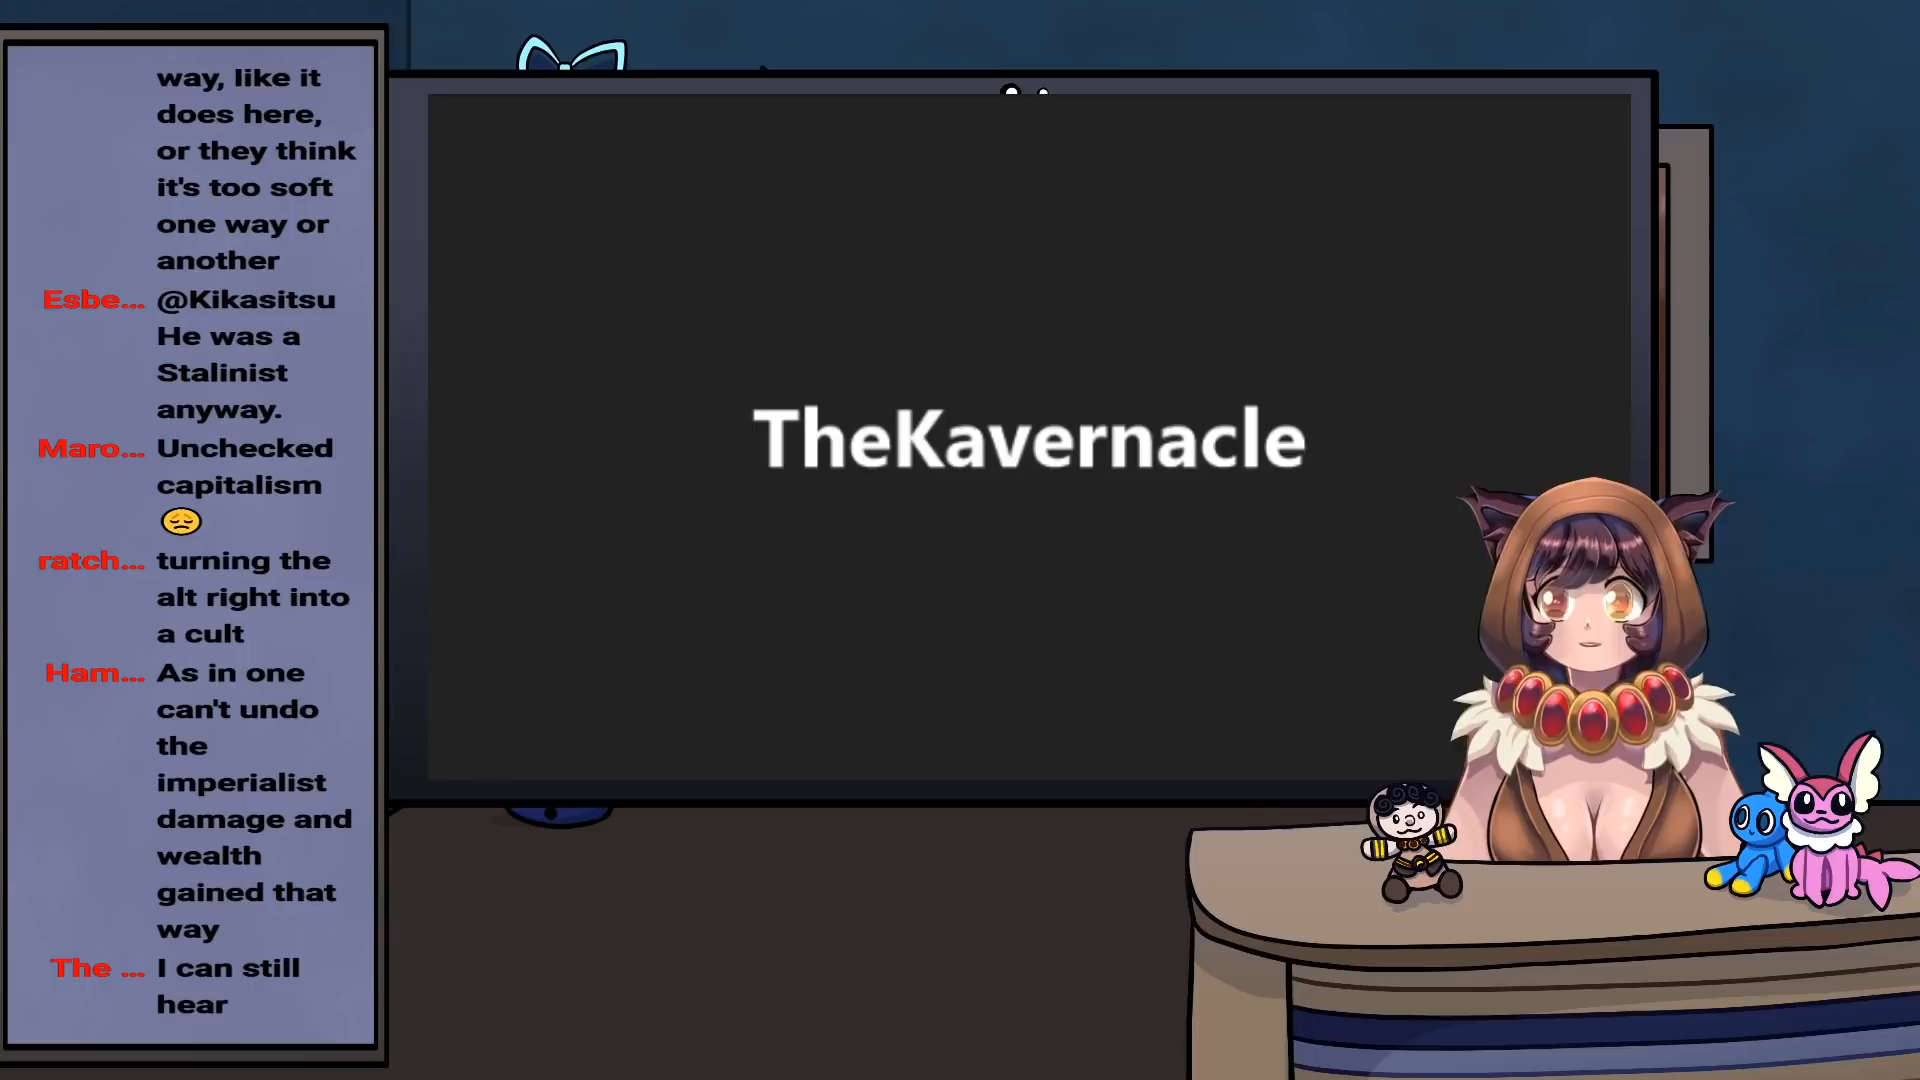 way, like it
does here,
or they think
it's too soft
one way or
another
Esbe... @Kikasitsu
He was a
Stalinist
anyway.
Maro... Unchecked
capitalism
😔
ratch... turning the
alt right into
a cult
Ham... As in one
can't undo
the
imperialist
damage and
wealth
gained that
way
The ... I can still
hear
TheKavernacle